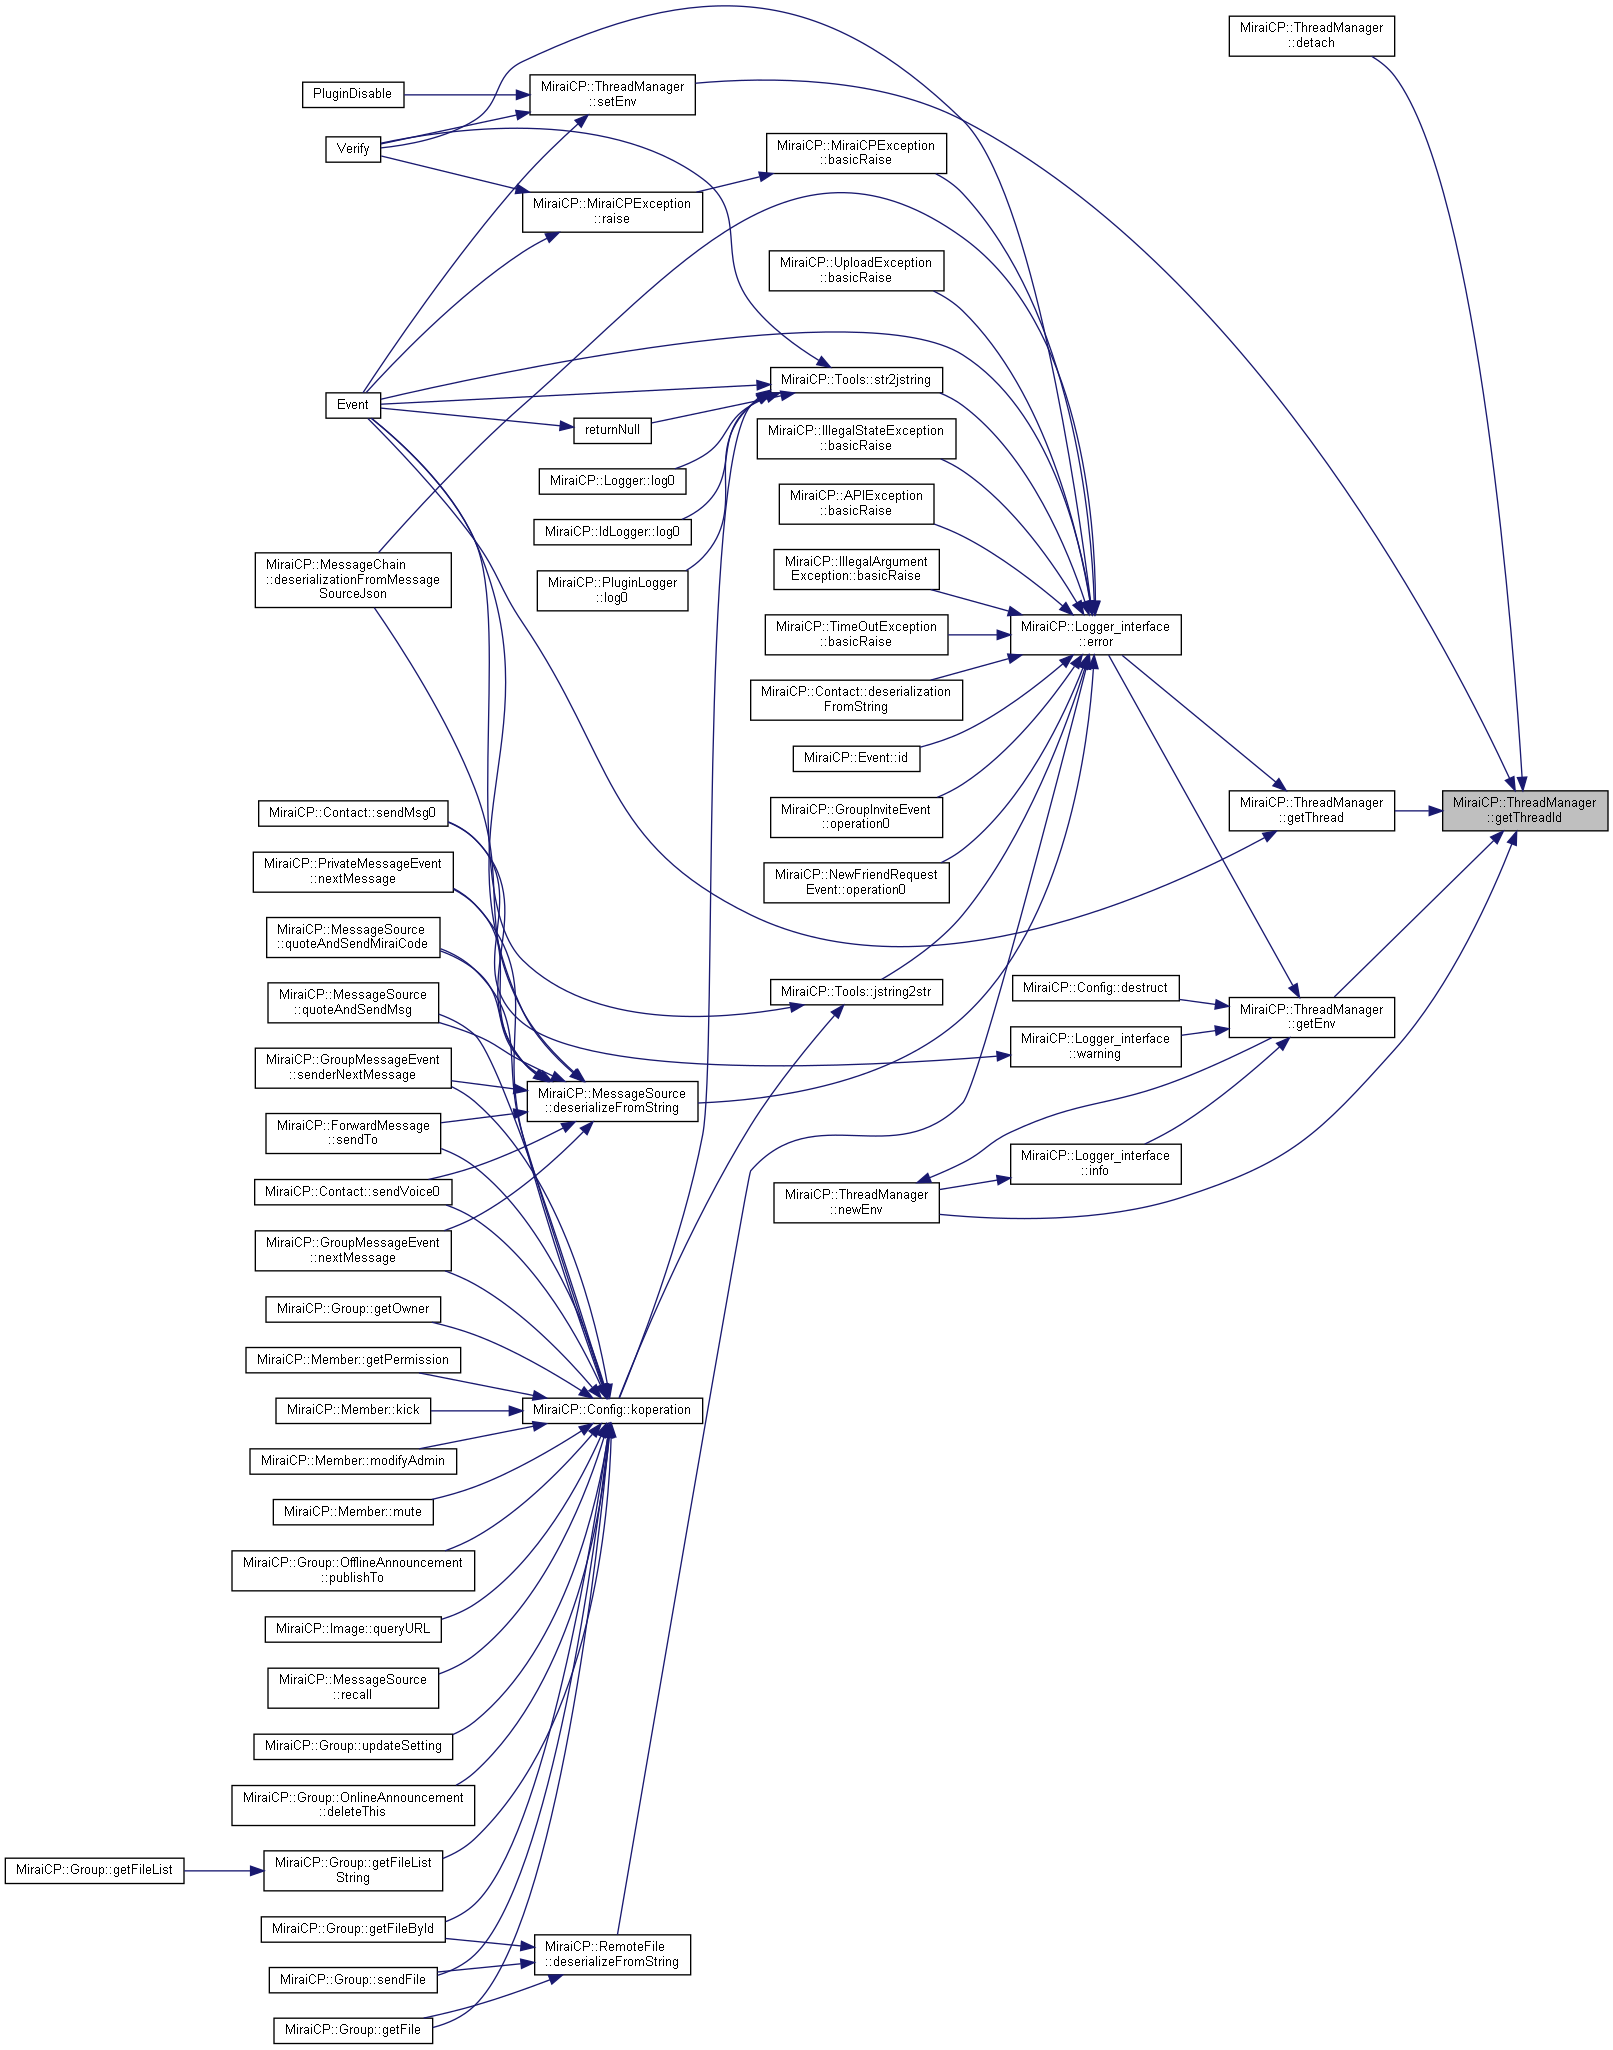 MiraiCP::ThreadManager
::detach
PluginDisable
MiraiCP::ThreadManager
::setEnv
Verify
MiraiCP::MiraiCPException
::basicRaise
MiraiCP::MiraiCPException
::raise
MiraiCP::UploadException
::basicRaise
MiraiCP::Tools::str2jstring
Event
returnNull
MiraiCP::IllegalStateException
::basicRaise
MiraiCP::Logger::log0
MiraiCP::APIException
::basicRaise
MiraiCP::IdLogger::log0
MiraiCP::MessageChain
::deserializationFromMessage
SourceJson
MiraiCP::IllegalArgument
Exception::basicRaise
MiraiCP::PluginLogger
::log0
MiraiCP::TimeOutException
::basicRaise
MiraiCP::Logger_interface
::error
MiraiCP::Contact::deserialization
FromString
MiraiCP::Event::id
MiraiCP::Contact::sendMsg0
MiraiCP::GroupInviteEvent
::operation0
MiraiCP::ThreadManager
::getThread
MiraiCP::ThreadManager
::getThreadId
MiraiCP::PrivateMessageEvent
::nextMessage
MiraiCP::NewFriendRequest
Event::operation0
MiraiCP::MessageSource
::quoteAndSendMiraiCode
MiraiCP::Tools::jstring2str
MiraiCP::Config::destruct
MiraiCP::MessageSource
::quoteAndSendMsg
MiraiCP::ThreadManager
::getEnv
MiraiCP::Logger_interface
::warning
MiraiCP::GroupMessageEvent
::senderNextMessage
MiraiCP::MessageSource
::deserializeFromString
MiraiCP::ForwardMessage
::sendTo
MiraiCP::Logger_interface
::info
MiraiCP::Contact::sendVoice0
MiraiCP::ThreadManager
::newEnv
MiraiCP::GroupMessageEvent
::nextMessage
MiraiCP::Group::getOwner
MiraiCP::Member::getPermission
MiraiCP::Member::kick
MiraiCP::Config::koperation
MiraiCP::Member::modifyAdmin
MiraiCP::Member::mute
MiraiCP::Group::OfflineAnnouncement
::publishTo
MiraiCP::Image::queryURL
MiraiCP::MessageSource
::recall
MiraiCP::Group::updateSetting
MiraiCP::Group::OnlineAnnouncement
::deleteThis
MiraiCP::Group::getFileList
MiraiCP::Group::getFileList
String
MiraiCP::Group::getFileById
MiraiCP::RemoteFile
::deserializeFromString
MiraiCP::Group::sendFile
MiraiCP::Group::getFile